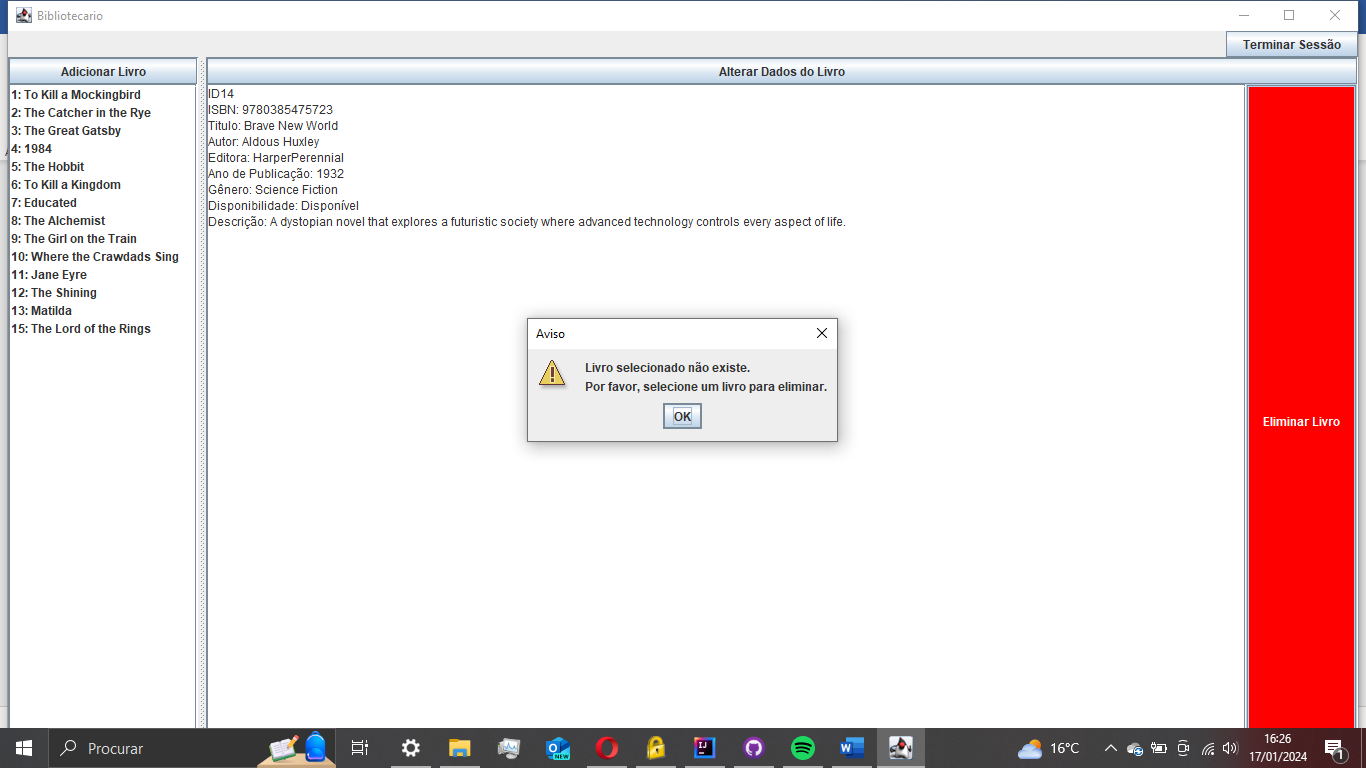 Bibliotecario
Terminar Sessão
Adicionar Livro
Alterar Dados do Livro
1: To Kill a Mockingbird
2: The Catcher in the Rye
3: The Great Gatsby
4: 1984
5: The Hobbit
6: To Kill a Kingdom
7: Educated
8: The Alchemist
9: The Girl on the Train
10: Where the Crawdads Sing
11: Jane Eyre
12: The Shining
13: Matilda
15: The Lord of the Rings
ID14
ISBN: 9780385475723
Titulo: Brave New World
Autor: Aldous Huxley
Editora: HarperPerennial
Ano de Publicação: 1932
Gênero: Science Fiction
Disponibilidade: Disponível
Descrição: A dystopian novel that explores a futuristic society where advanced technology controls every aspect of life.
Aviso
Livro selecionado não existe.
Por favor, selecione um livro para eliminar.
OK
Eliminar Livro
Procurar
NEW
IJ
W
16°C
16:26
17/01/2024
1